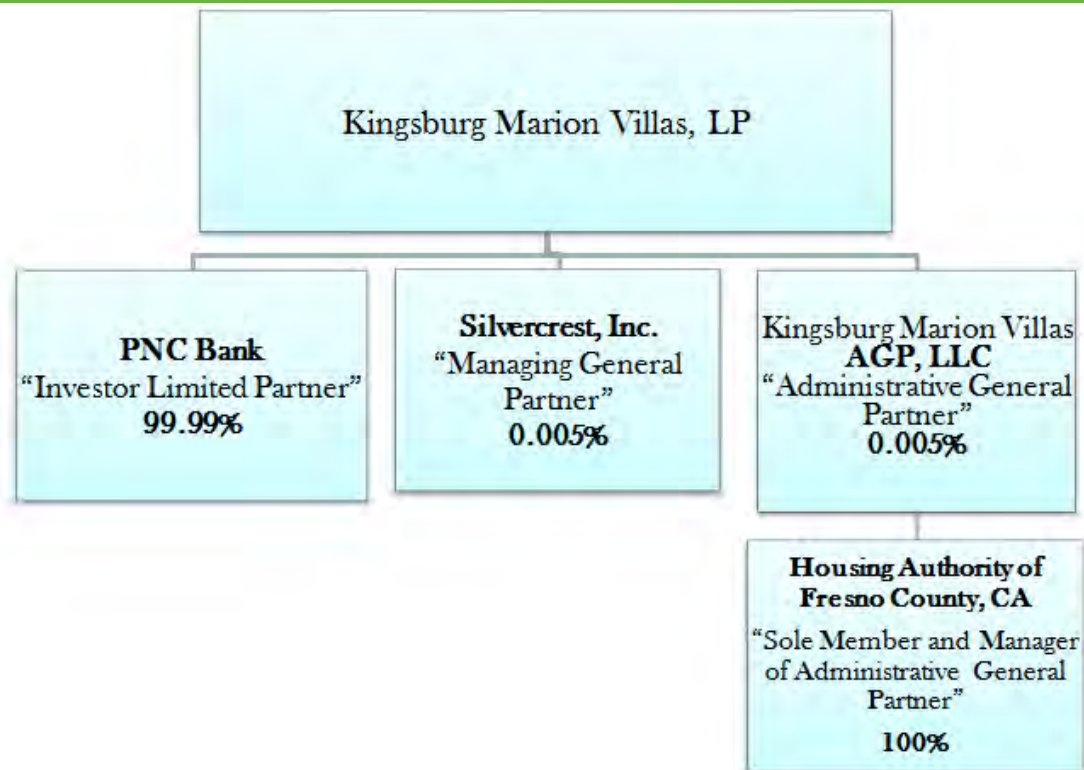 Kingsburg Marion Villas, LP
PNC Bank
“Investor Limited Partner”
99.99%
Silvercrest, Inc.
“Managing General
Partner”
0.005%
Kingsburg Marion Villas
AGP, LLC
“Administrative General
Partner”
0.005%
Housing Authority of
Fresno County, CA
“Sole Member and Manager
of Administrative General
Partner”
100%